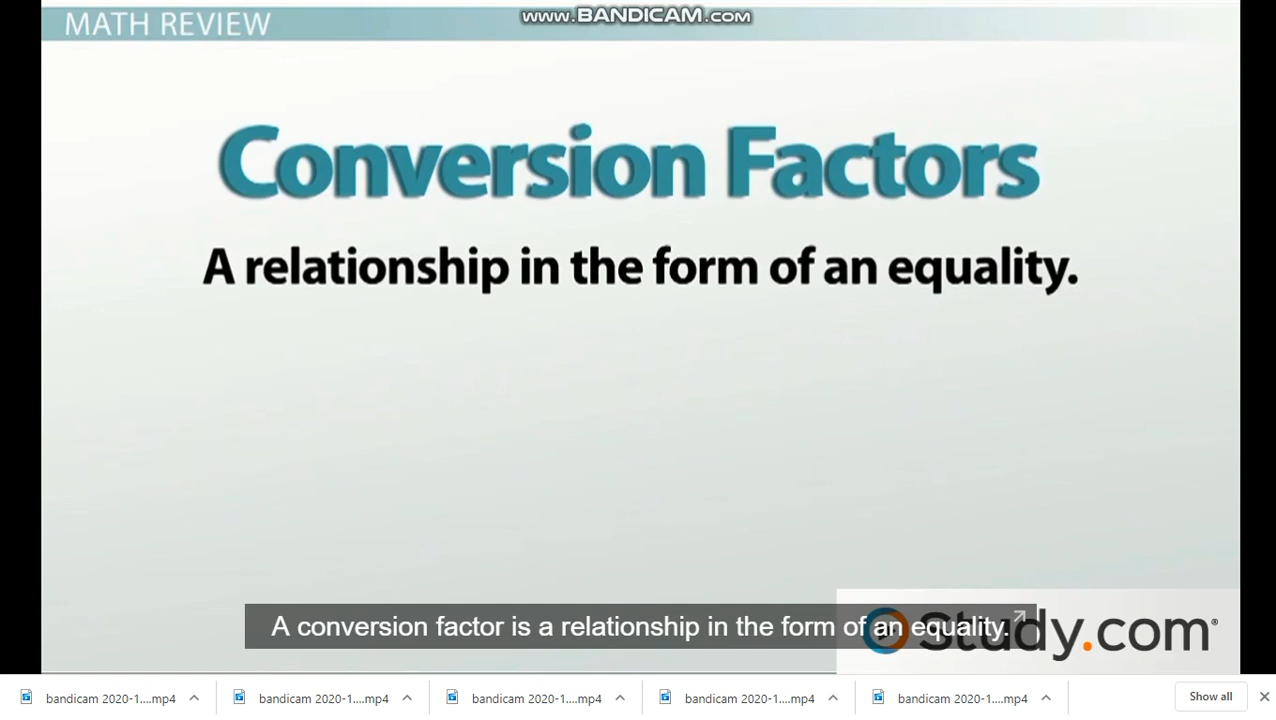 MATH REVIEW
www.BANDICAM.com
Conversion Factors
A relationship in the form of an equality.
A conversion factor is a relationship in the form of an equality.
Study.com®
bandicam 2020-1....mp4
bandicam 2020-1....mp4
bandicam 2020-1....mp4
bandicam 2020-1....mp4
bandicam 2020-1....mp4
Show all